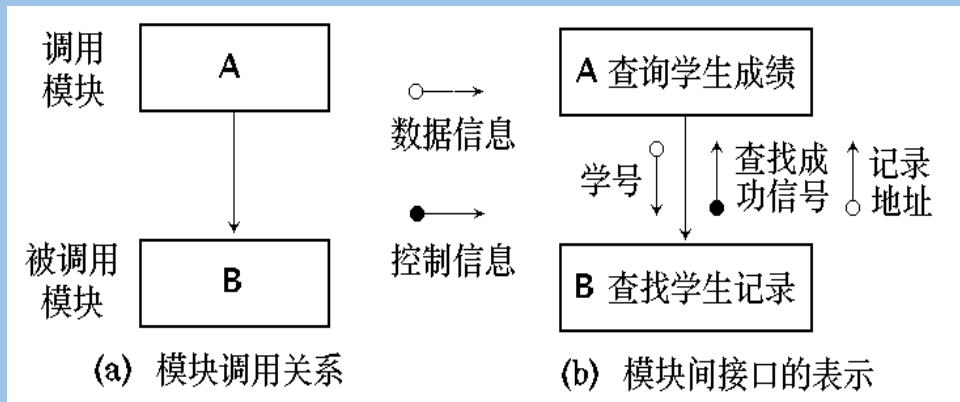 调用
模块
A
数据信息
控制信息
被调用
模块
B
(a) 模块调用关系
A 查询学生成绩
学号
查找成
功信号
记录
地址
B 查找学生记录
(b) 模块间接口的表示